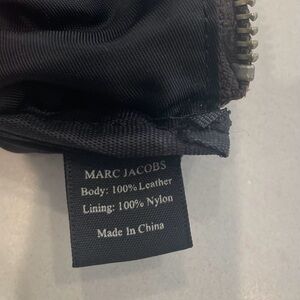 MARC JACOBS
Body: 100% Leather
Lining: 100% Nylon
Made In China